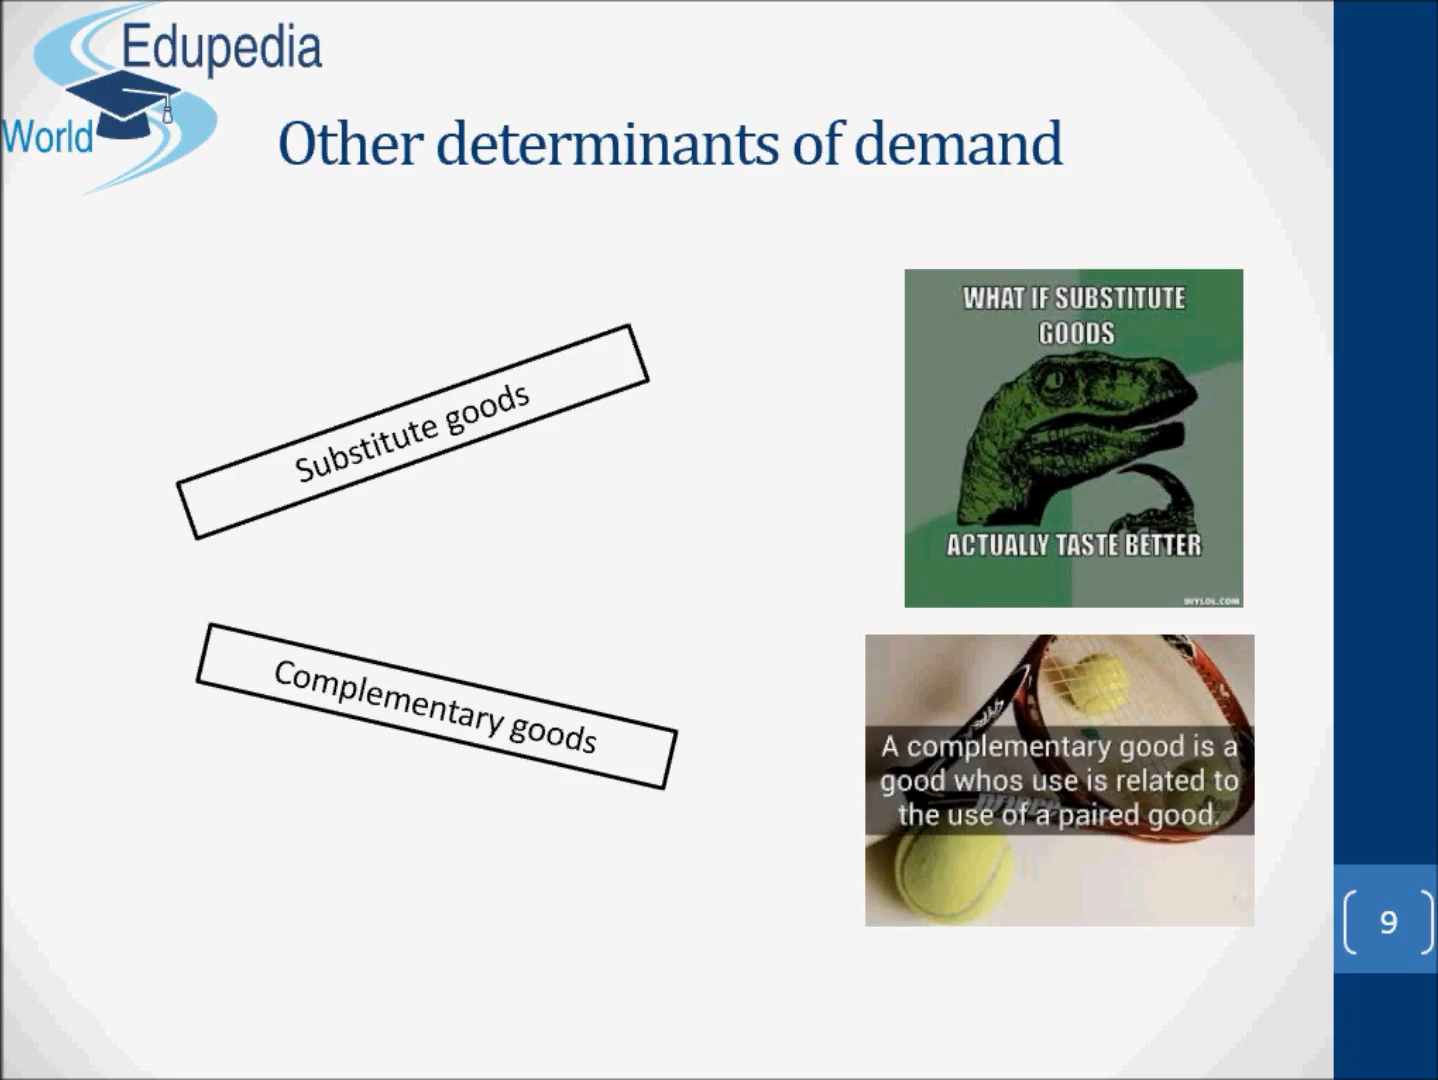 Edupedia
World
Other determinants of demand
Substitute goods
WHAT IF SUBSTITUTE
GOODS
ACTUALLY TASTE BETTER
DIYLOL.COM
Complementary goods
A complementary good is a
good whos use is related to
the use of a paired good.
9